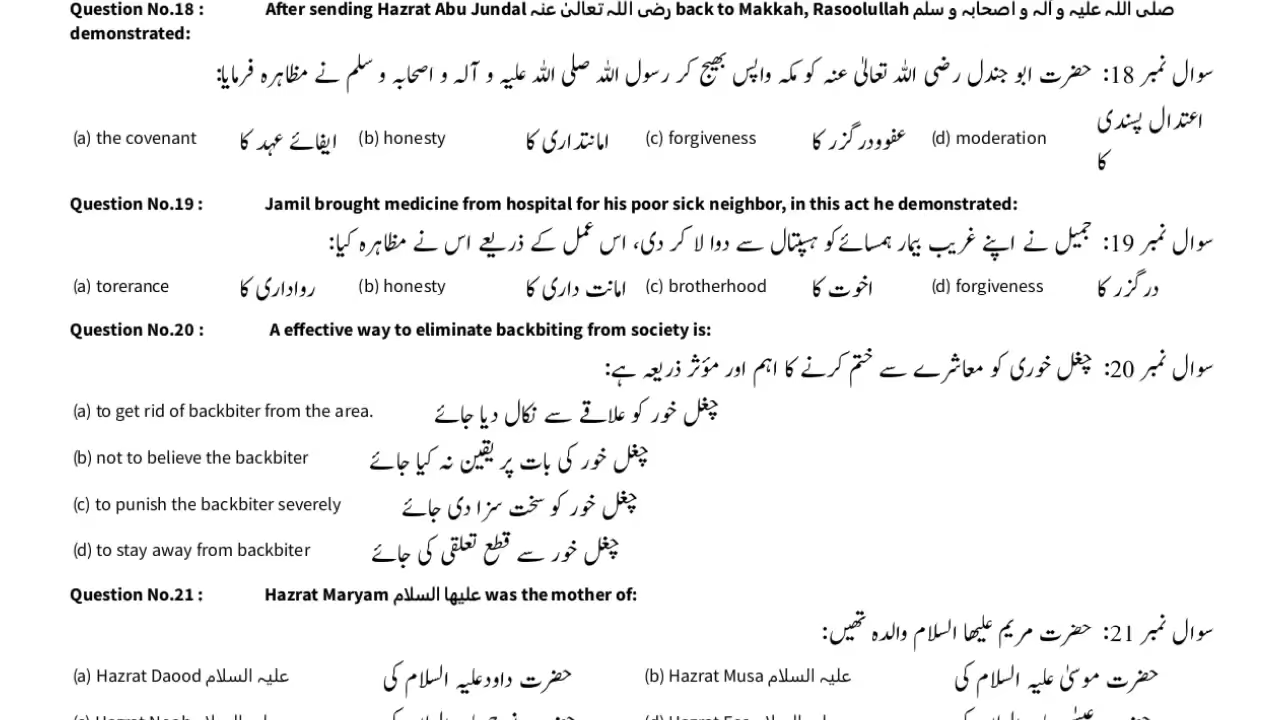 Question No.18 : After sending Hazrat Abu Jundal رضی اللہ تعالیٰ عنہ back to Makkah, Rasoolullah صلی اللہ علیہ و آلہ و اصحابہ و سلم
demonstrated:
سوال نمبر 18: حضرت ابو جندل رضی اللہ تعالیٰ عنہ کو مکہ واپس بھیج کر رسول اللہ صلی اللہ علیہ و آلہ و اصحابہ و سلم نے مظاہرہ فرمایا:
(a) the covenant ایفائے عہد کا (b) honesty امانتداری کا (c) forgiveness عفوودرگزر کا (d) moderation اعتدال پسندی
کا
Question No.19 : Jamil brought medicine from hospital for his poor sick neighbor, in this act he demonstrated:
سوال نمبر 19: جمیل نے اپنے غریب بیمار ہمسائے کو ہسپتال سے دوا لا کر دی، اس عمل کے ذریعے اس نے مظاہرہ کیا:
(a) torerance رواداری کا (b) honesty امانت داری کا (c) brotherhood اخوت کا (d) forgiveness درگزر کا
Question No.20 : A effective way to eliminate backbiting from society is:
سوال نمبر 20: چغل خوری کو معاشرے سے ختم کرنے کا اہم اور مؤثر ذریعہ ہے:
(a) to get rid of backbiter from the area. چغل خور کو علاقے سے نکال دیا جائے
(b) not to believe the backbiter چغل خور کی بات پر یقین نہ کیا جائے
(c) to punish the backbiter severely چغل خور کو سخت سزا دی جائے
(d) to stay away from backbiter چغل خور سے قطع تعلقی کی جائے
Question No.21 : Hazrat Maryam علیھا السلام was the mother of:
سوال نمبر 21: حضرت مریم علیھا السلام والدہ تھیں:
(a) Hazrat Daood علیہ السلام حضرت داودعلیہ السلام کی (b) Hazrat Musa علیہ السلام حضرت موسیٰ علیہ السلام کی